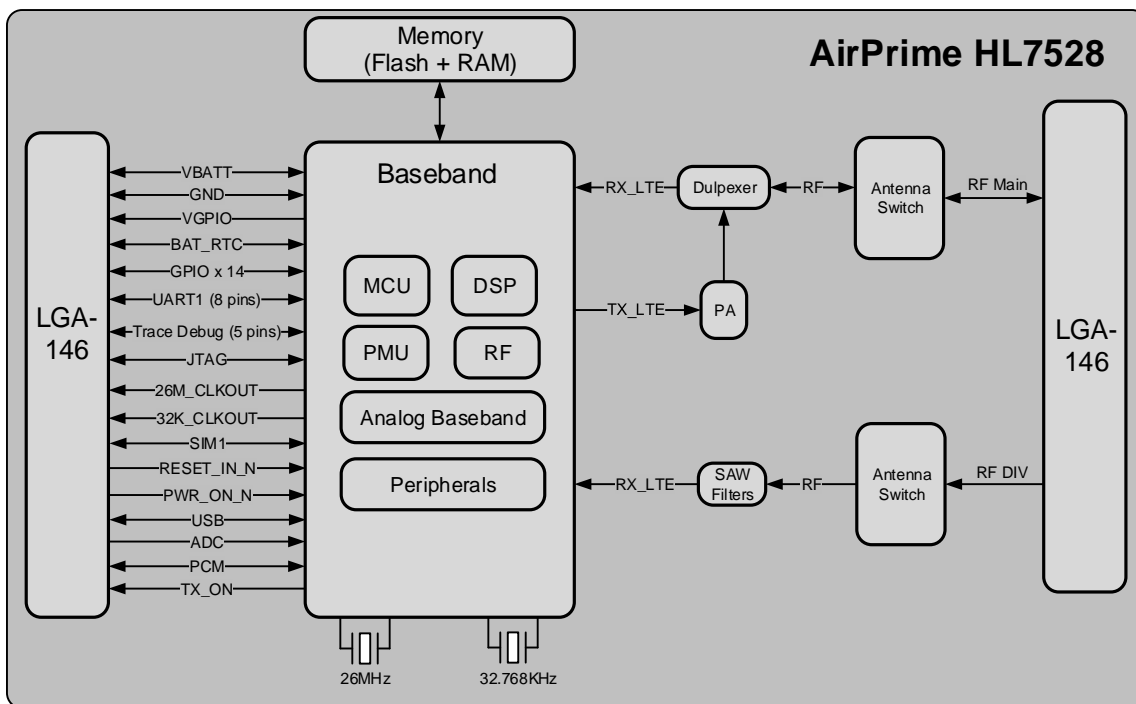 AirPrime HL7528
Memory
(Flash + RAM)
LGA-
146
VBATT
GND
VGPIO
BAT_RTC
GPIO x 14
UART1 (8 pins)
Trace Debug (5 pins)
JTAG
26M_CLKOUT
32K_CLKOUT
SIM1
RESET_IN_N
PWR_ON_N
USB
ADC
PCM
TX_ON
Baseband
MCU
DSP
PMU
RF
Analog Baseband
Peripherals
26MHz
32.768KHz
RX_LTE
Dulpexer
RF
Antenna
Switch
RF Main
TX_LTE
PA
RX_LTE
SAW
Filters
RF
Antenna
Switch
RF DIV
LGA-
146